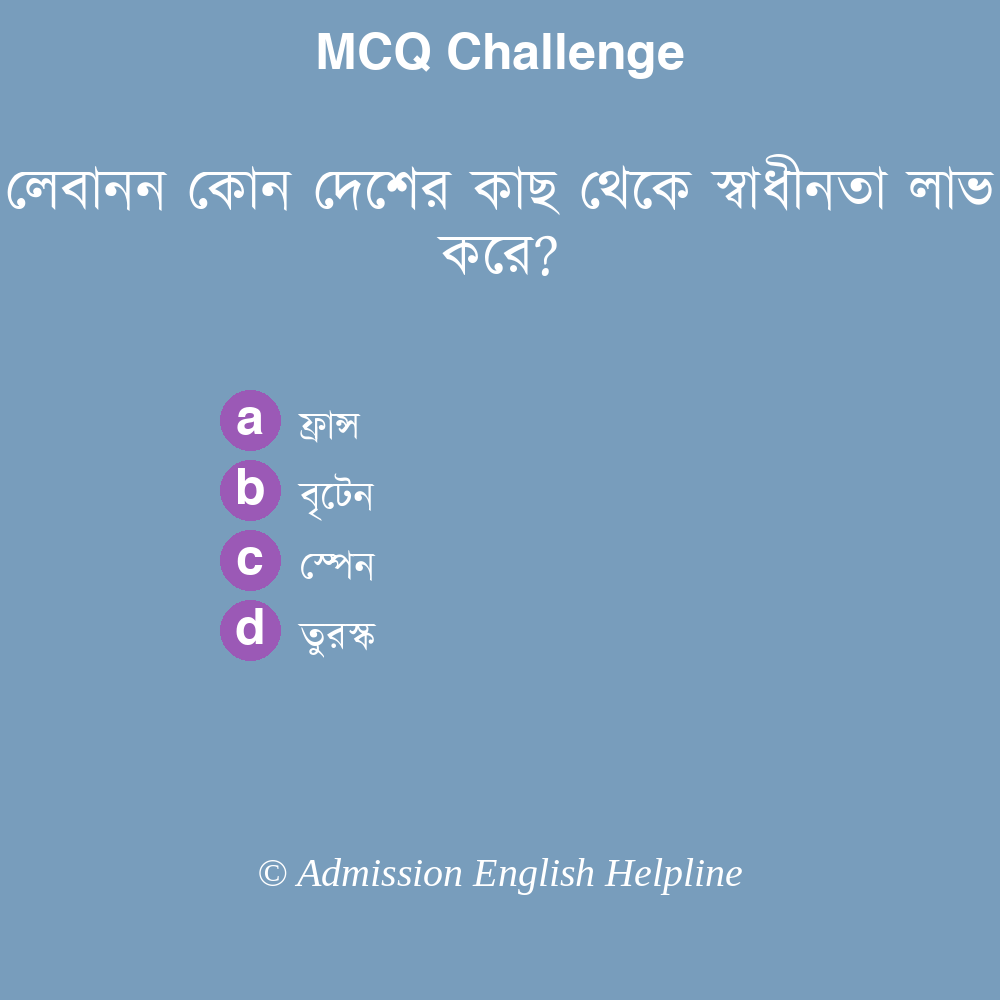 MCQ Challenge
লেবানন কোন দেশের কাছ থেকে স্বাধীনতা লাভ
করে?
a ফ্রান্স
b বৃটেন
c স্পেন
d তুরস্ক
© Admission English Helpline